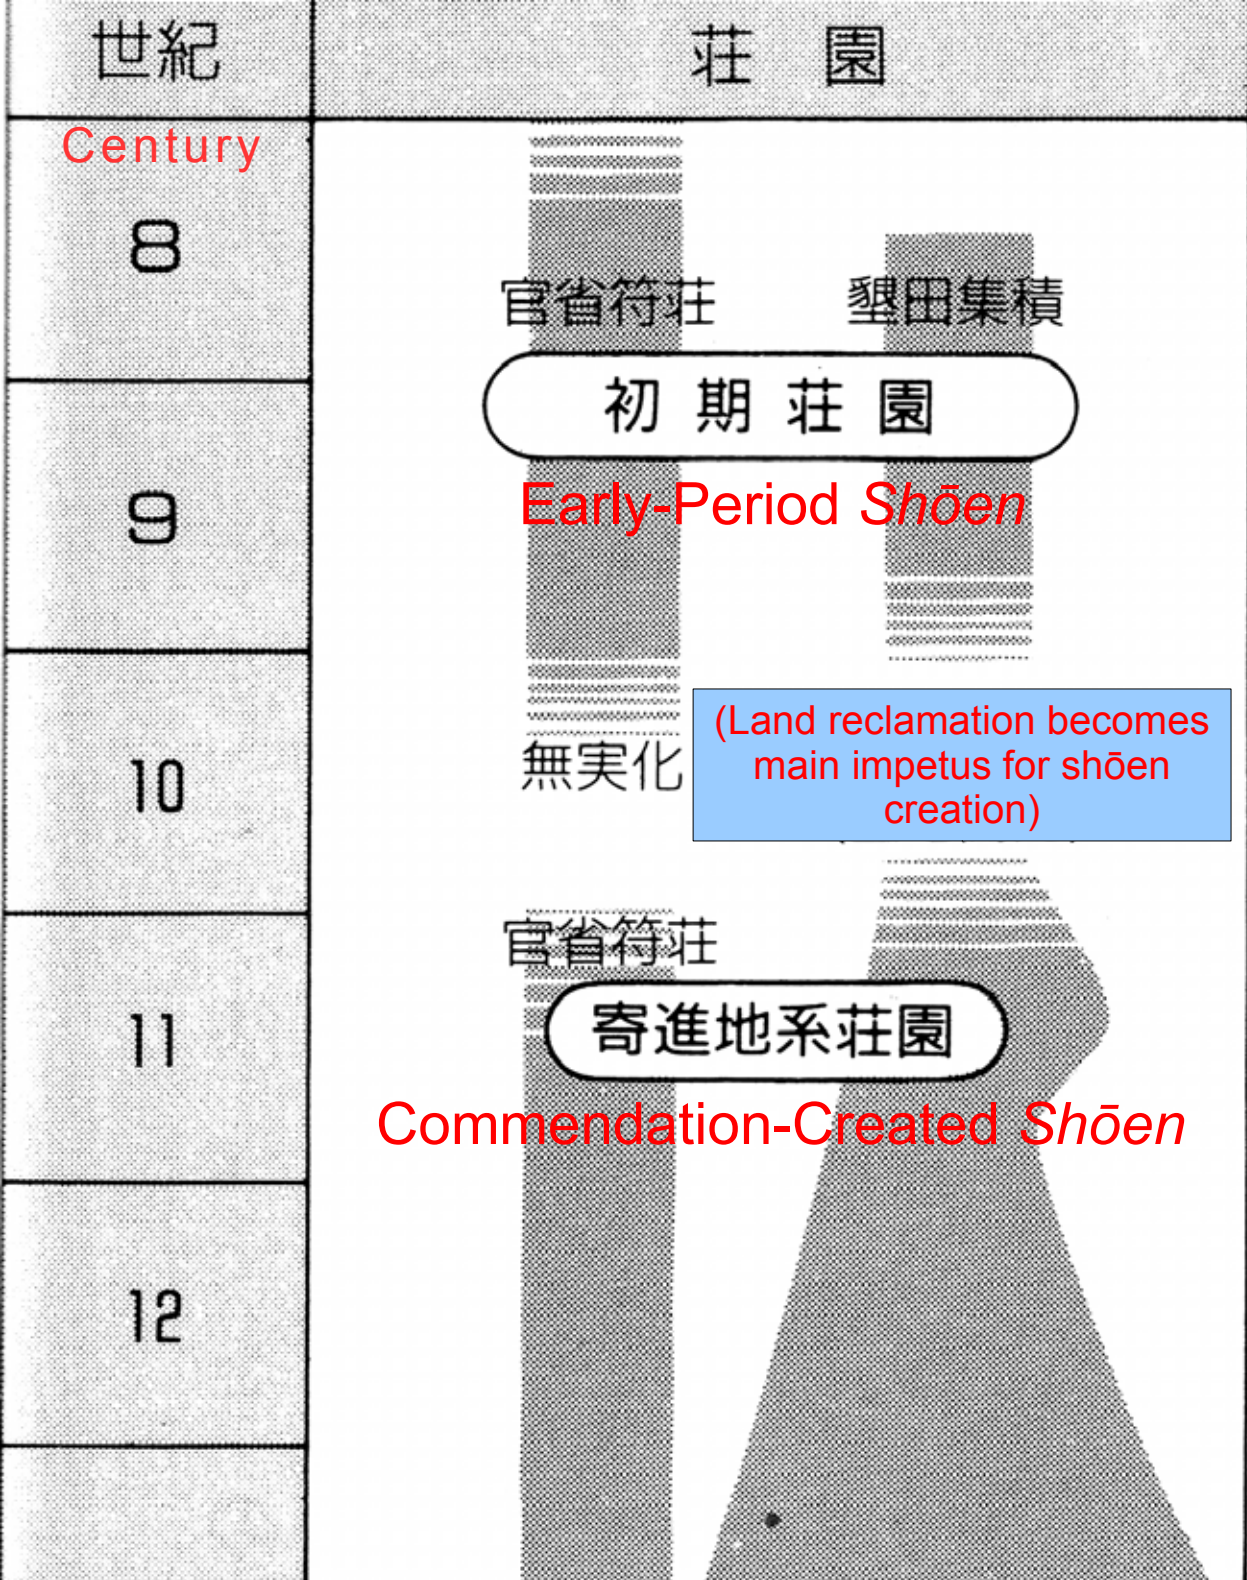 世紀
荘園
Century
8
官省符荘
墾田集積
初期荘園
9
Early-Period Shōen
(Land reclamation becomes
main impetus for shōen
creation)
10
無実化
官省符荘
11
寄進地系荘園
Commendation-Created Shōen
12